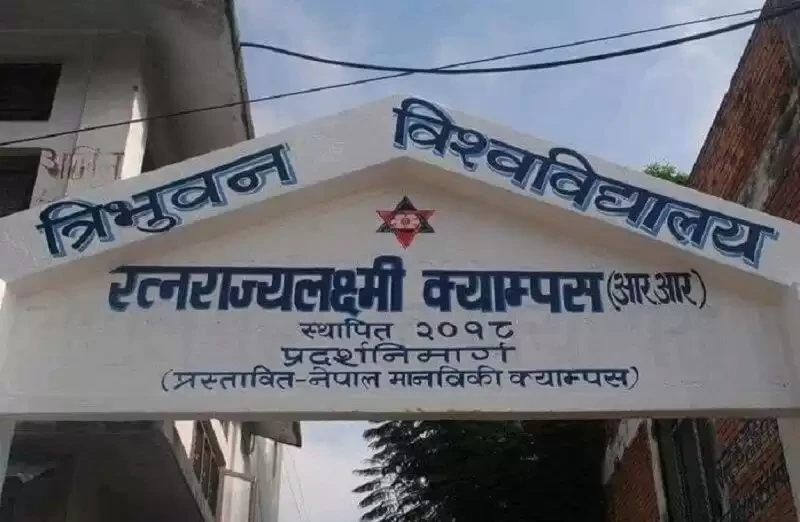 त्रिभुवन विश्वविद्यालय
रत्नराज्यलक्ष्मी क्याम्पस (आर.आर)
स्थापित २०१८
प्रदर्शनिमार्ग
(प्रस्तावित-नेपाल मानविकी क्याम्पस)